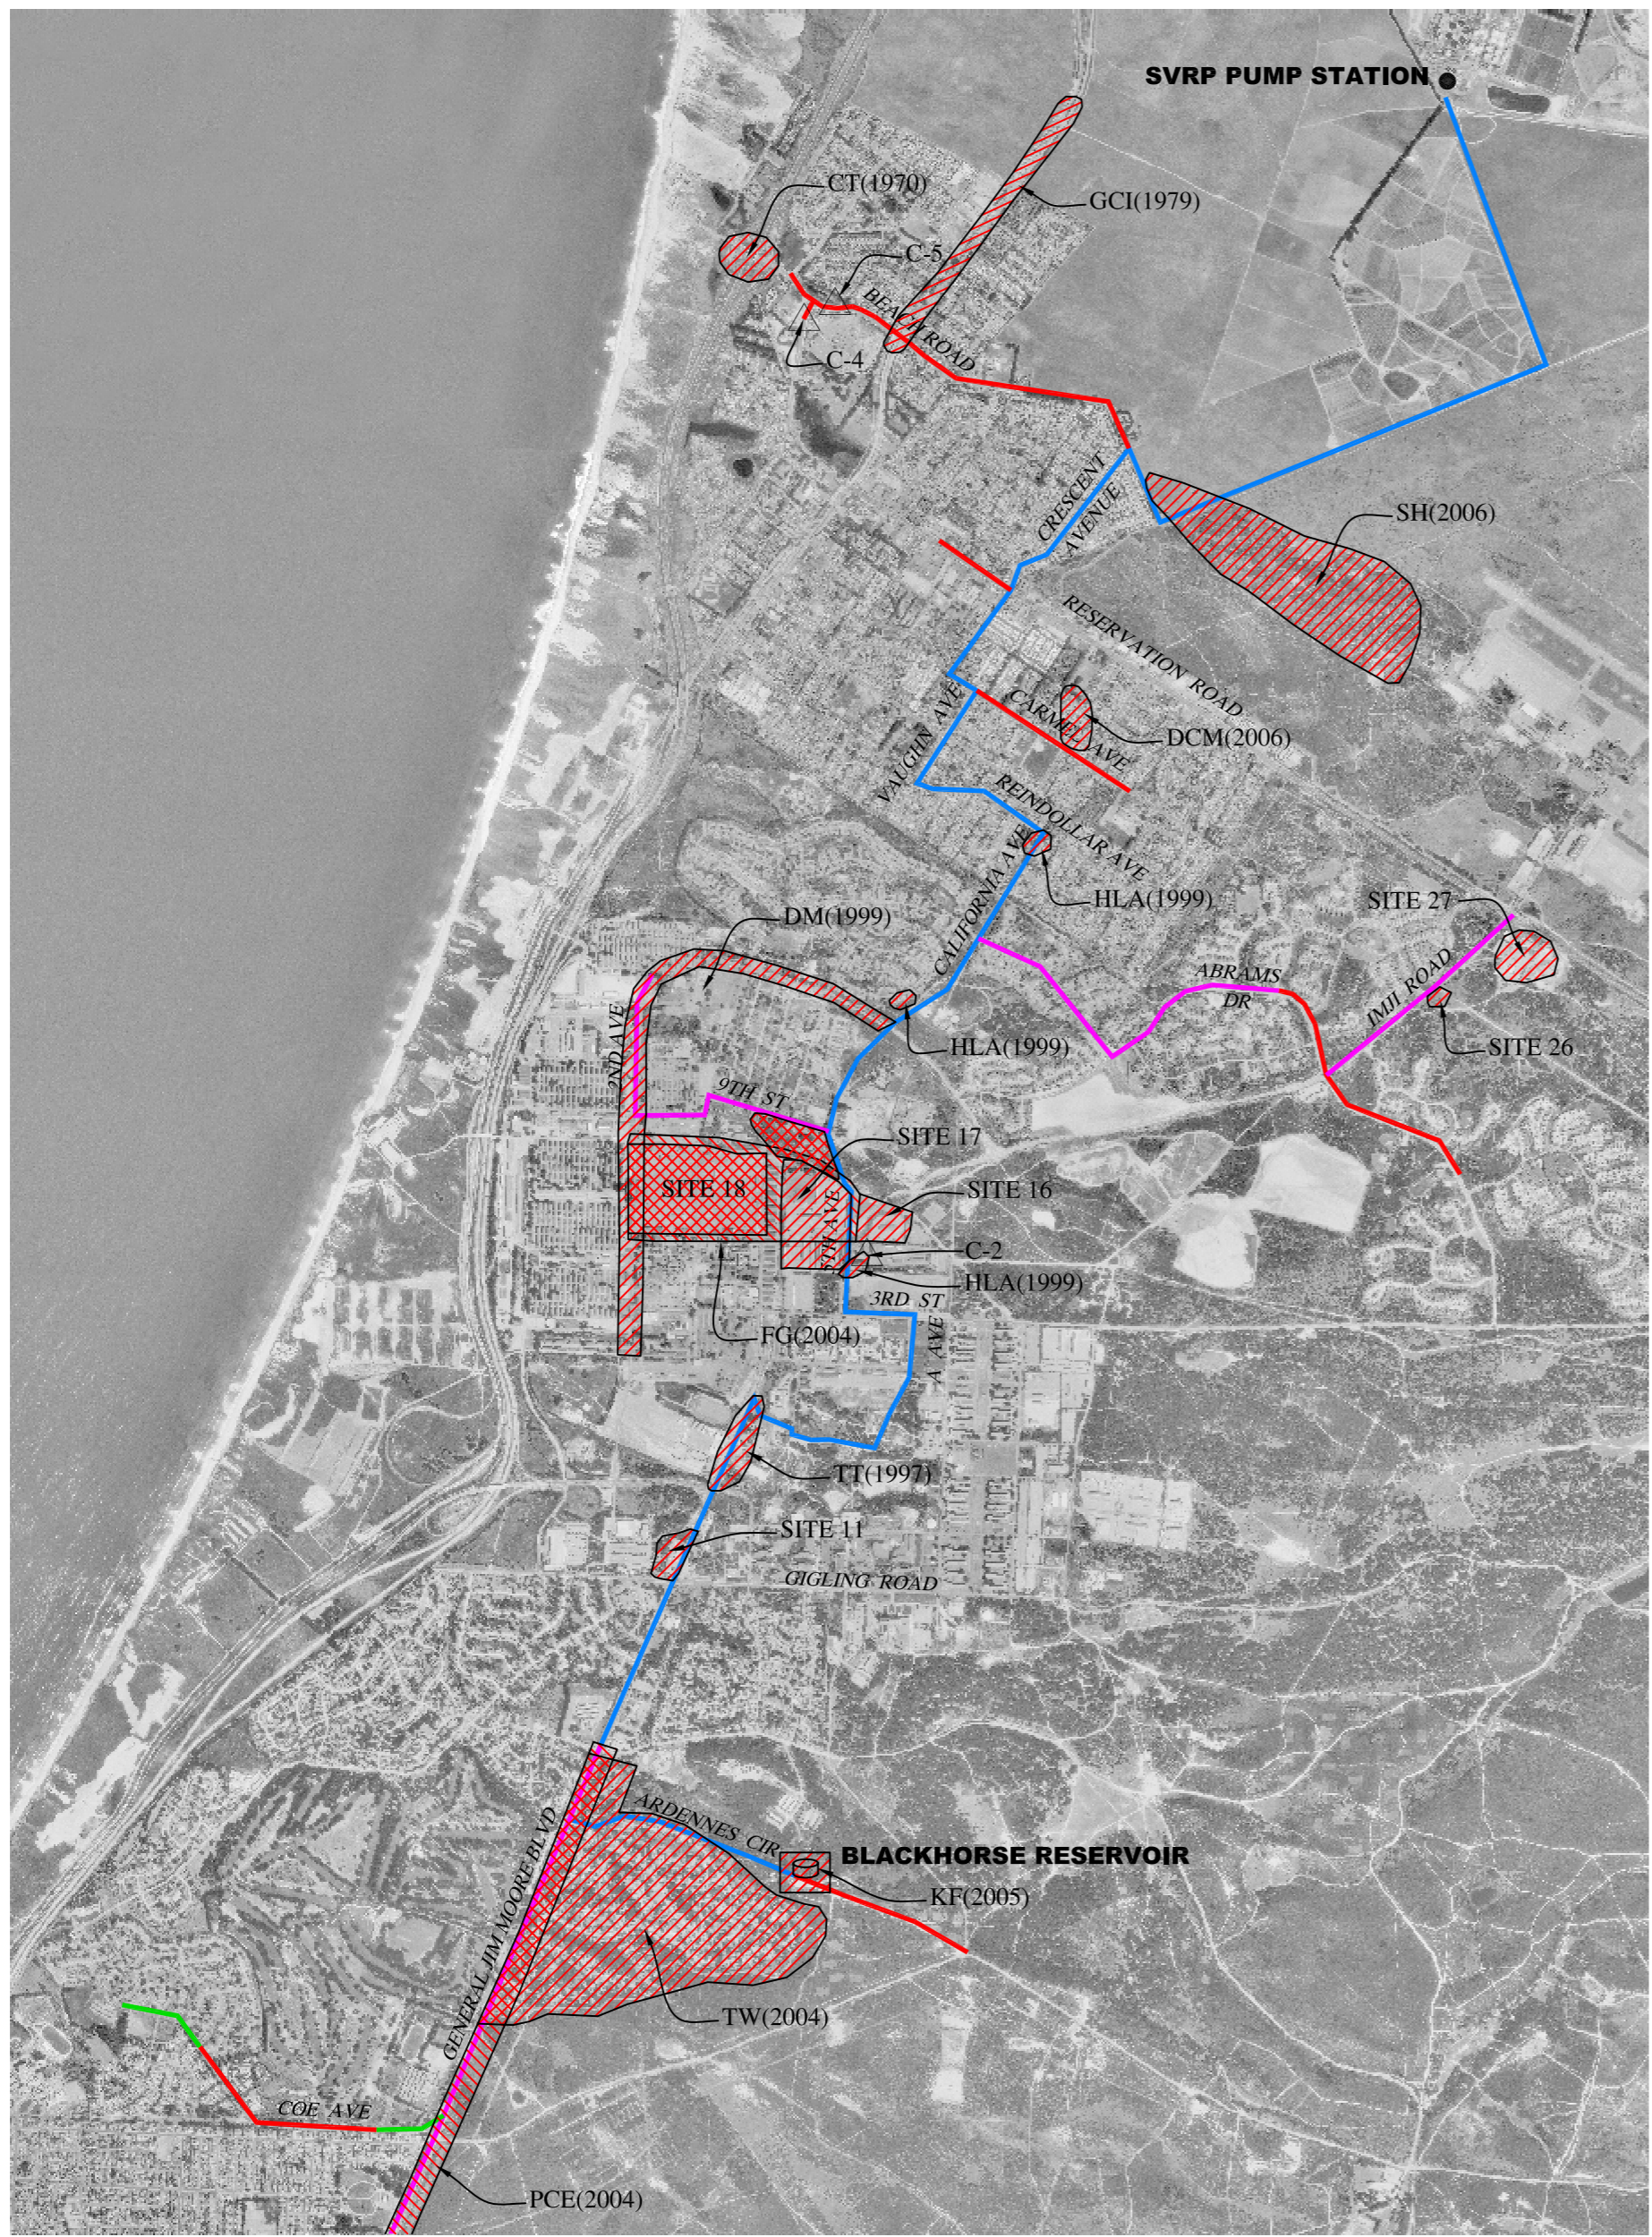 SVRP PUMP STATION
CT(1970)
GCI(1979)
C-5
BEACH ROAD
C-4
CRESCENT
AVENUE
SH(2006)
RESERVATION ROAD
CARMEL AVE
VAUGHN AVE
DCM(2006)
REINDOLLAR AVE
CALIFORNIA AVE
HLA(1999)
SITE 27
DM(1999)
ABRAMS
DR
IMJI ROAD
2ND AVE
HLA(1999)
SITE 26
9TH ST
SITE 17
SITE 18
SITE 16
5TH AVE
C-2
HLA(1999)
3RD ST
FG(2004)
A AVE
TT(1997)
SITE 11
GIGLING ROAD
ARDENNES CIR
BLACKHORSE RESERVOIR
KF(2005)
GENERAL JIM MOORE BLVD
TW(2004)
COE AVE
PCE(2004)